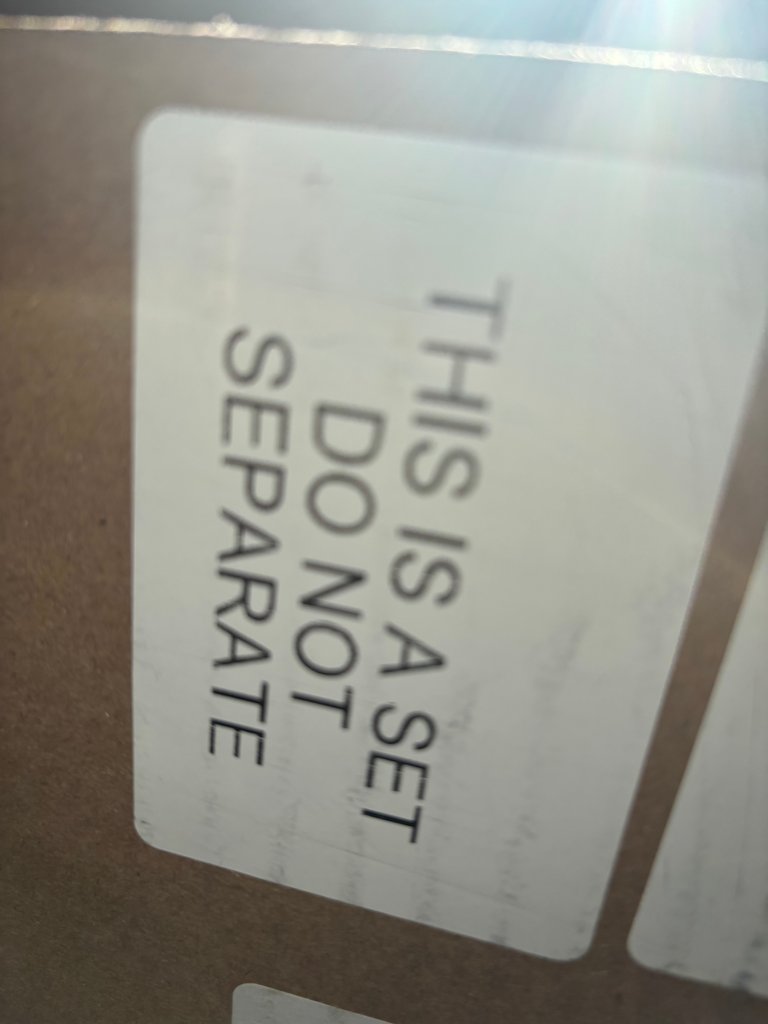 THIS IS A SET
DO NOT
SEPARATE